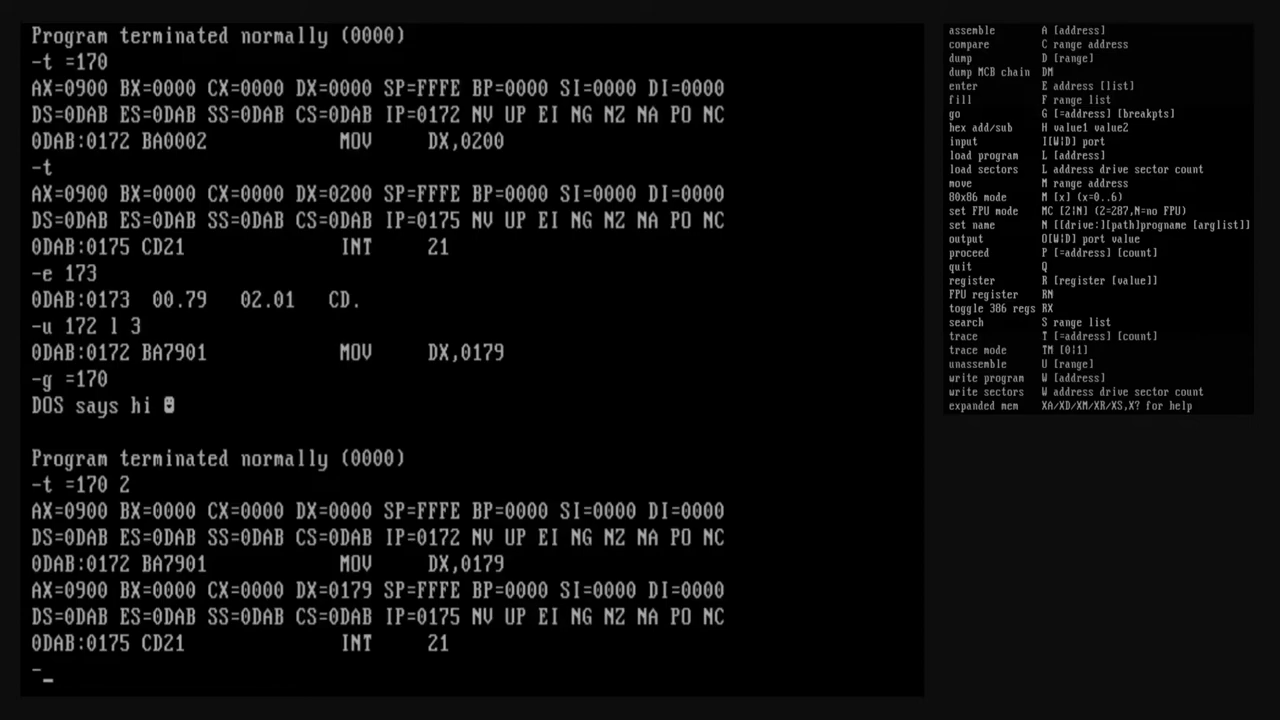 Program terminated normally (0000)
-t =170
AX=0900 BX=0000 CX=0000 DX=0000 SP=FFFE BP=0000 SI=0000 DI=0000
DS=0DAB ES=0DAB SS=0DAB CS=0DAB IP=0172 NV UP EI NG NZ NA PO NC
0DAB:0172 BA0002 MOV DX,0200
-t
AX=0900 BX=0000 CX=0000 DX=0200 SP=FFFE BP=0000 SI=0000 DI=0000
DS=0DAB ES=0DAB SS=0DAB CS=0DAB IP=0175 NV UP EI NG NZ NA PO NC
0DAB:0175 CD21 INT 21
-e 173
0DAB:0173 00.79 02.01 CD.
-u 172 l 3
0DAB:0172 BA7901 MOV DX,0179
-g =170
DOS says hi ☻
Program terminated normally (0000)
-t =170 2
AX=0900 BX=0000 CX=0000 DX=0000 SP=FFFE BP=0000 SI=0000 DI=0000
DS=0DAB ES=0DAB SS=0DAB CS=0DAB IP=0172 NV UP EI NG NZ NA PO NC
0DAB:0172 BA7901 MOV DX,0179
AX=0900 BX=0000 CX=0000 DX=0179 SP=FFFE BP=0000 SI=0000 DI=0000
DS=0DAB ES=0DAB SS=0DAB CS=0DAB IP=0175 NV UP EI NG NZ NA PO NC
0DAB:0175 CD21 INT 21
-_
assemble A [address]
compare C range address
dump D [range]
dump MCB chain DM
enter E address [list]
fill F range list
go G [=address] [breakpts]
hex add/sub H value1 value2
input I[W|D] port
load program L [address]
load sectors L address drive sector count
move M range address
80x86 mode M [x] (x=0..6)
set FPU mode MC [2|N] (2=287,N=no FPU)
set name N [[drive:][path]progname [arglist]]
output O[W|D] port value
proceed P [=address] [count]
quit Q
register R [register [value]]
FPU register RN
toggle 386 regs RX
search S range list
trace T [=address] [count]
trace mode TM [0|1]
unassemble U [range]
write program W [address]
write sectors W address drive sector count
expanded mem XA/XD/XM/XR/XS,X? for help